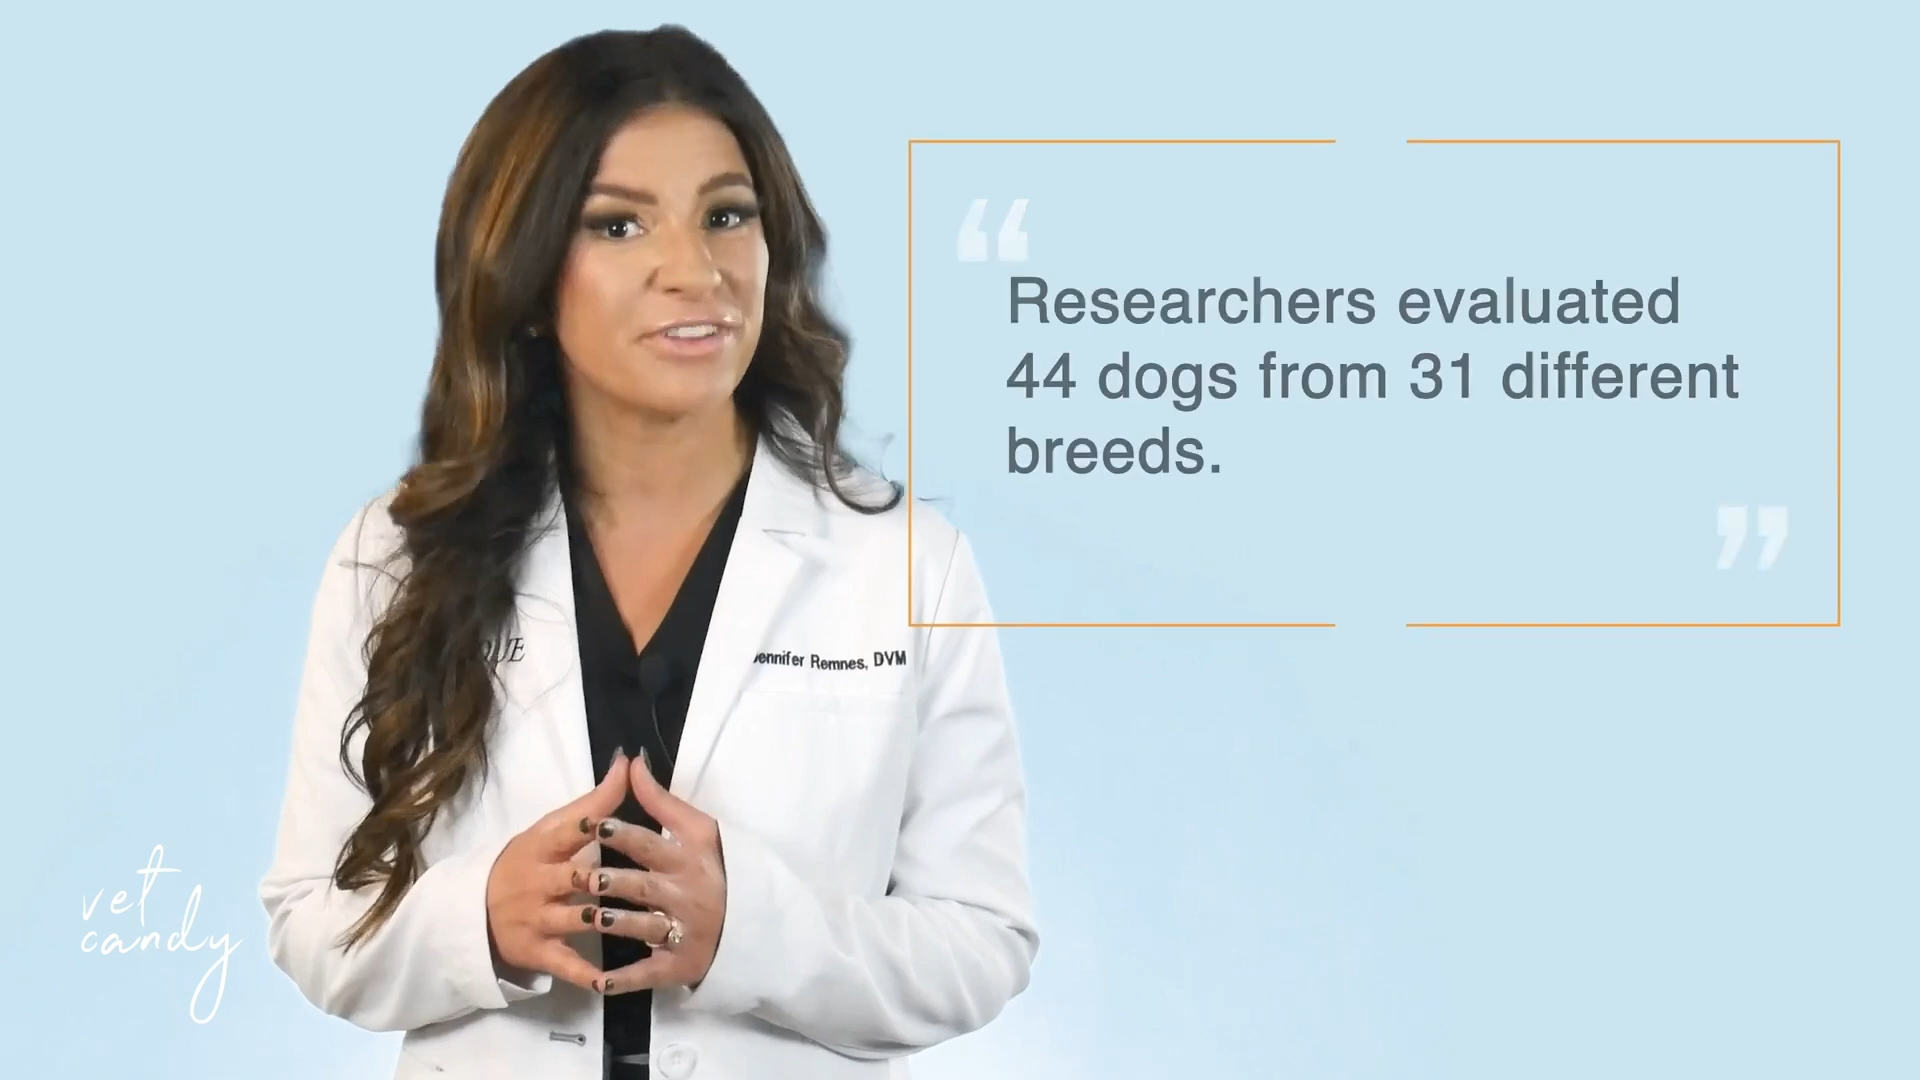 “
Researchers evaluated
44 dogs from 31 different
breeds.
”
Jennifer Remnes, DVM
vet
candy